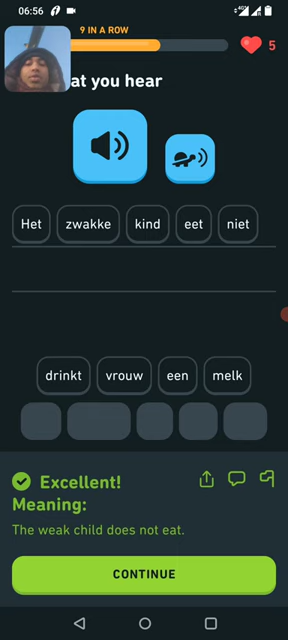 06:56
4G
9 IN A ROW
5
at you hear
Het zwakke kind eet niet
drinkt vrouw een melk
Excellent!
Meaning:
The weak child does not eat.
CONTINUE